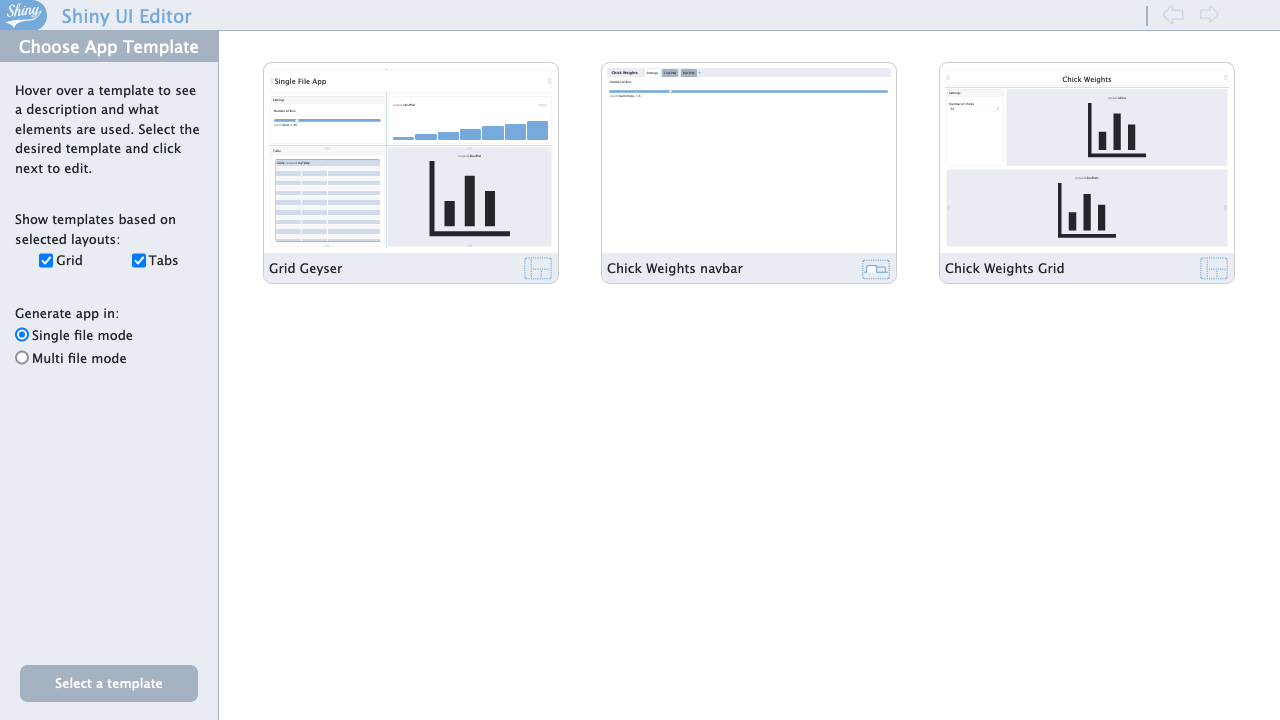 Shiny
Shiny UI Editor
Choose App Template
Hover over a template to see
a description and what
elements are used. Select the
desired template and click
next to edit.
Show templates based on
selected layouts:
Grid
Tabs
Generate app in:
Single file mode
Multi file mode
Select a template
Single File App
Settings
Number of Bins
Table
Grid Geyser
Chick Weights
Settings
Number of Bins
Chick Weights navbar
Chick Weights
Settings
Number of chicks
Chick Weights Grid